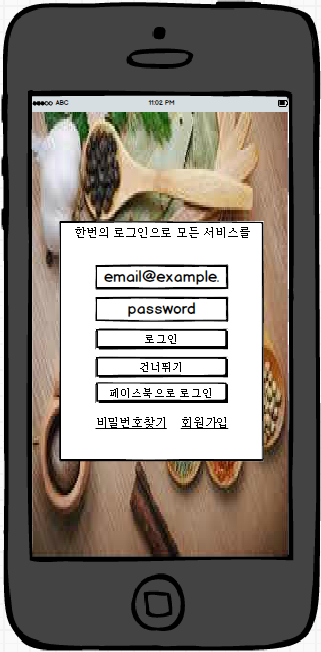 ABC 11:02 PM
한번의 로그인으로 모든 서비스를
email@example.
password
로그인
건너뛰기
페이스북으로 로그인
비밀번호찾기 회원가입